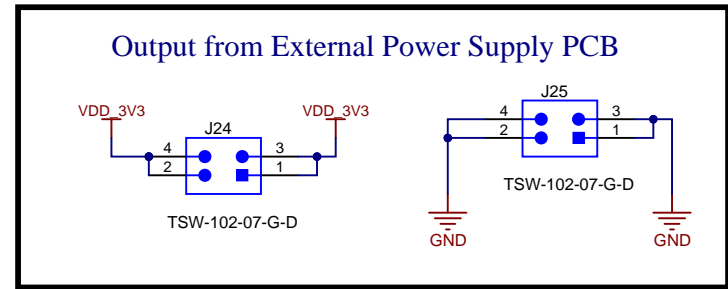 Output from External Power Supply PCB
VDD_3V3
J24
VDD_3V3
4
3
2
1
TSW-102-07-G-D
J25
4
3
2
1
TSW-102-07-G-D
GND
GND